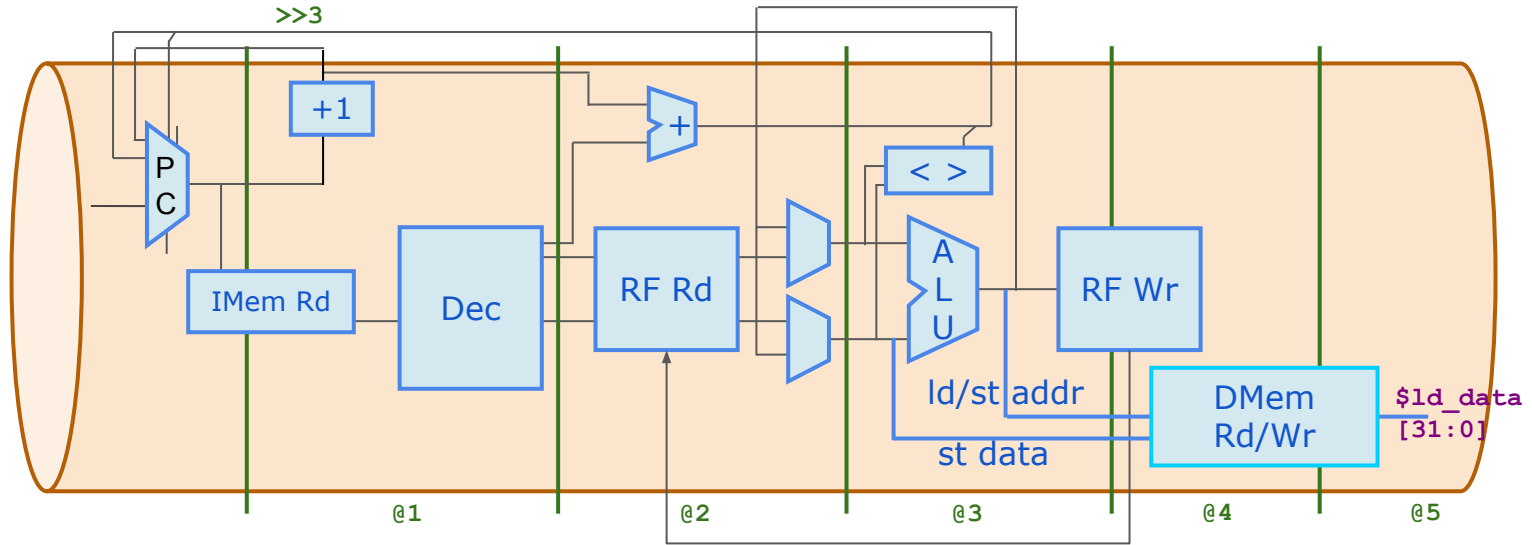 >>3
+1
+
P
C
< >
IMem Rd
Dec
RF Rd
A
L
U
RF Wr
ld/st addr
st data
DMem
Rd/Wr
$ld_data
[31:0]
@1
@2
@3
@4
@5